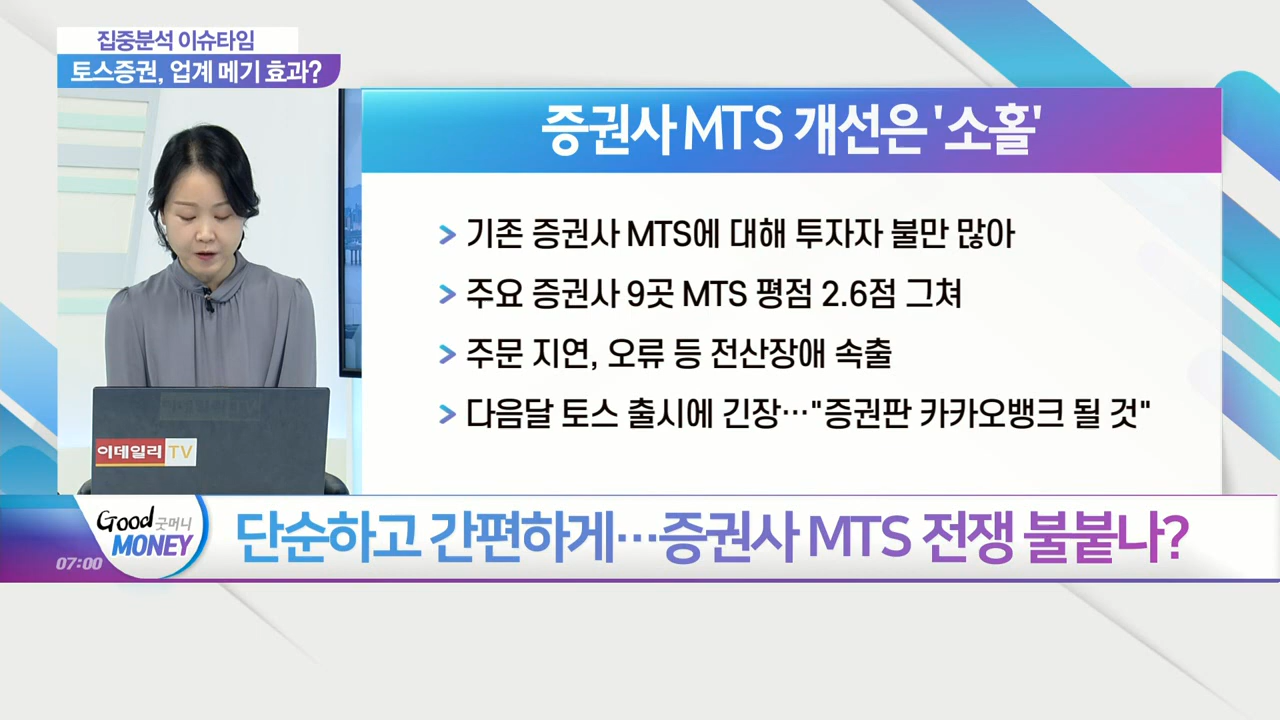 집중분석 이슈타임
토스증권, 업계 메기 효과?
증권사 MTS 개선은 '소홀'
> 기존 증권사 MTS에 대해 투자자 불만 많아
> 주요 증권사 9곳 MTS 평점 2.6점 그쳐
> 주문 지연, 오류 등 전산장애 속출
> 다음달 토스 출시에 긴장…"증권판 카카오뱅크 될 것"
이데일리 TV
Good 굿머니
MONEY
07:00
단순하고 간편하게…증권사 MTS 전쟁 불붙나?